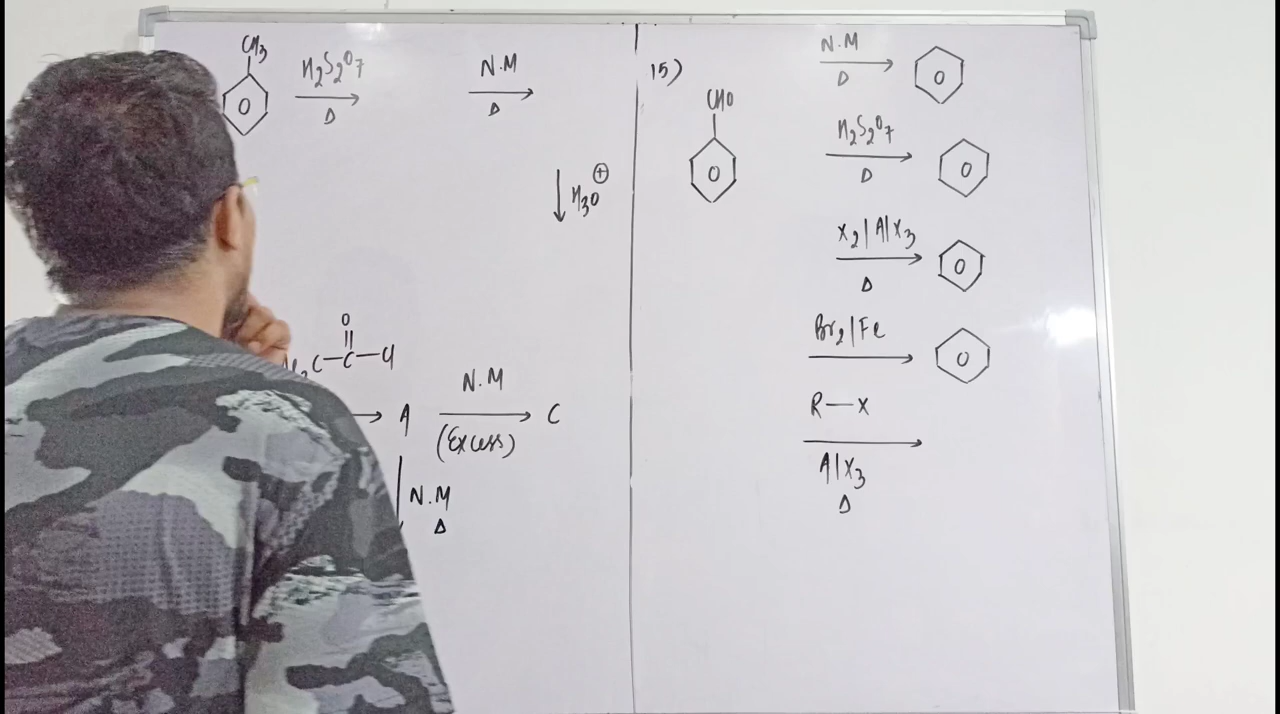 CH3
H2S2O7
Δ
N.M
Δ
H3O⊕
O
C–C–Cl
A
N.M
(Excess)
C
N.M
Δ
15)
CHO
N.M
Δ
H2S2O7
Δ
X2|AlX3
Δ
Br2|Fe
R—X
AlX3
Δ